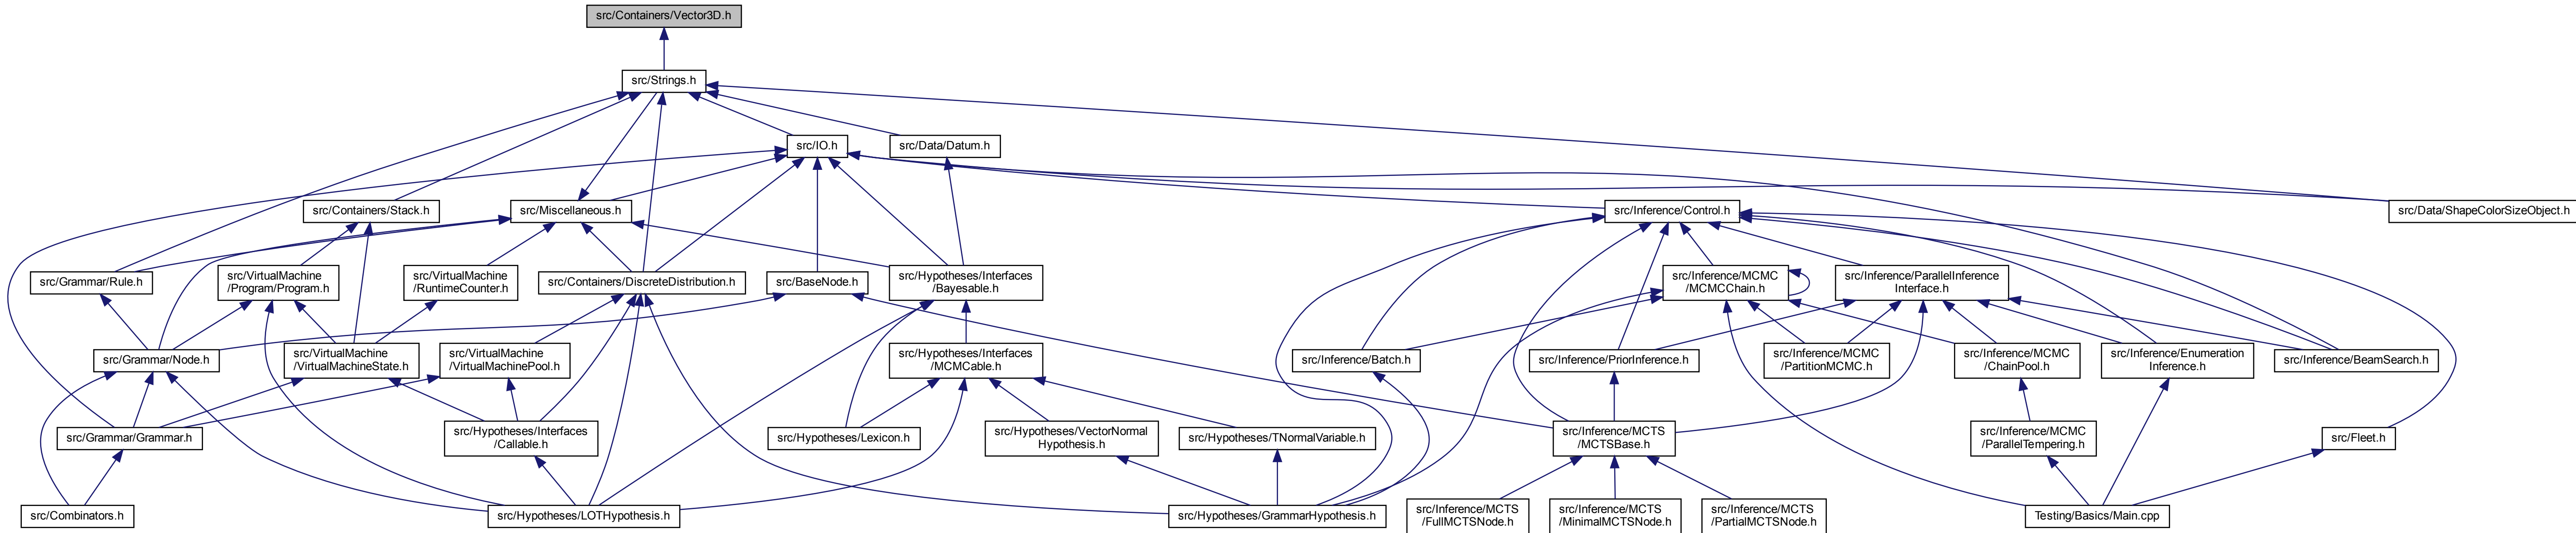 src/Containers/Vector3D.h
src/Strings.h
src/IO.h
src/Data/Datum.h
src/Containers/Stack.h
src/Miscellaneous.h
src/Inference/Control.h
src/Data/ShapeColorSizeObject.h
src/Grammar/Rule.h
src/VirtualMachine
/Program/Program.h
src/VirtualMachine
/RuntimeCounter.h
src/Containers/DiscreteDistribution.h
src/BaseNode.h
src/Hypotheses/Interfaces
/Bayesable.h
src/Inference/MCMC
/MCMCChain.h
src/Inference/ParallelInference
Interface.h
src/Grammar/Node.h
src/VirtualMachine
/VirtualMachineState.h
src/VirtualMachine
/VirtualMachinePool.h
src/Hypotheses/Interfaces
/MCMCable.h
src/Inference/Batch.h
src/Inference/PriorInference.h
src/Inference/MCMC
/PartitionMCMC.h
src/Inference/MCMC
/ChainPool.h
src/Inference/Enumeration
Inference.h
src/Inference/BeamSearch.h
src/Grammar/Grammar.h
src/Hypotheses/Interfaces
/Callable.h
src/Hypotheses/Lexicon.h
src/Hypotheses/VectorNormal
Hypothesis.h
src/Hypotheses/TNormalVariable.h
src/Inference/MCTS
/MCTSBase.h
src/Inference/MCMC
/ParallelTempering.h
src/Fleet.h
src/Combinators.h
src/Hypotheses/LOTHypothesis.h
src/Hypotheses/GrammarHypothesis.h
src/Inference/MCTS
/FullMCTSNode.h
src/Inference/MCTS
/MinimalMCTSNode.h
src/Inference/MCTS
/PartialMCTSNode.h
Testing/Basics/Main.cpp